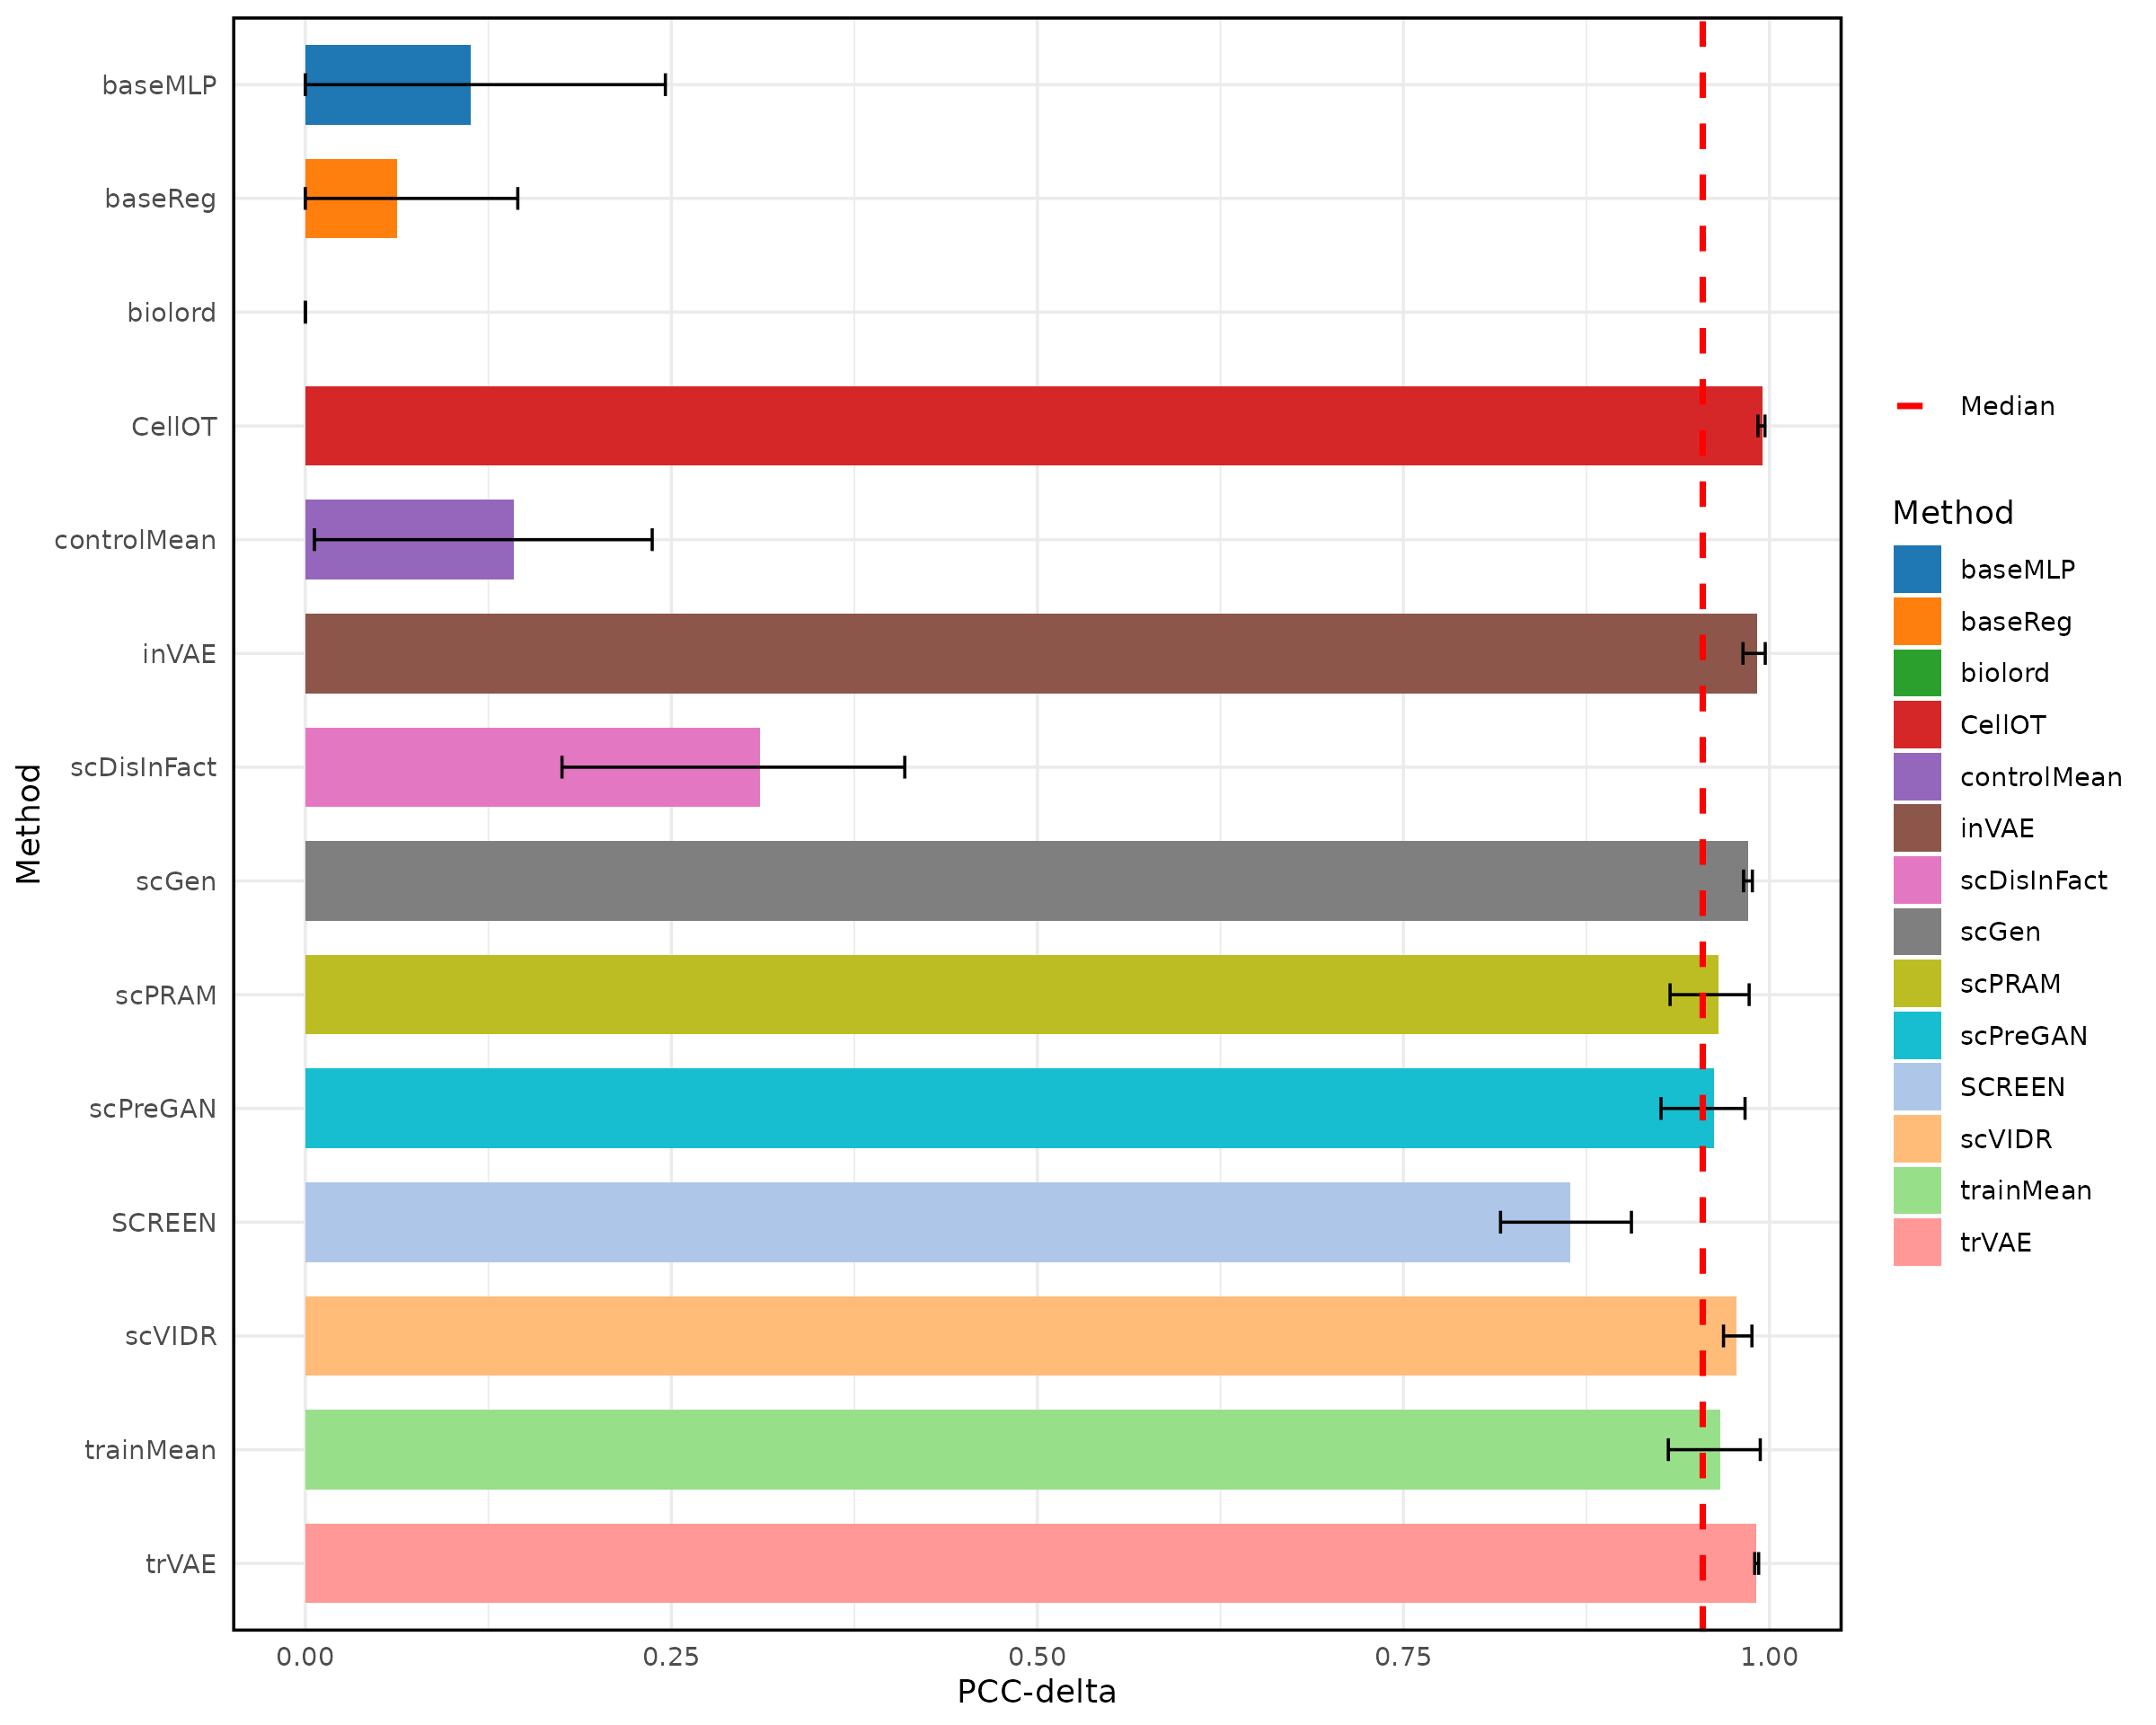 baseMLP
baseReg
biolord
CellOT
controlMean
inVAE
scDisInFact
scGen
scPRAM
scPreGAN
SCREEN
scVIDR
trainMean
trVAE
Method
0.00
0.25
0.50
0.75
1.00
PCC-delta
Median
Method
baseMLP
baseReg
biolord
CellOT
controlMean
inVAE
scDisInFact
scGen
scPRAM
scPreGAN
SCREEN
scVIDR
trainMean
trVAE